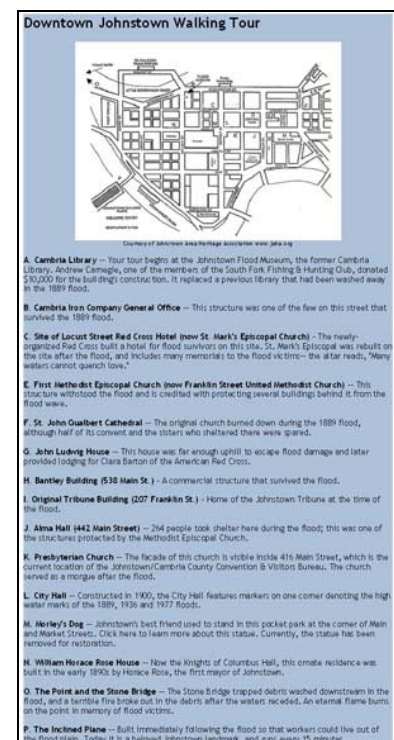 Downtown Johnstown Walking Tour
Courtesy of Johnstown Area Heritage Association www.jaha.org
A. Cambria Library -- Your tour begins at the Johnstown Flood Museum, the former Cambria
Library. Andrew Carnegie, one of the members of the South Fork Fishing & Hunting Club, donated
$10,000 for the building's construction. It replaced a previous library that had been washed away
in the 1889 flood.
B. Cambria Iron Company General Office -- This structure was one of the few on this street that
survived the 1889 flood.
C. Site of Locust Street Red Cross Hotel (now St. Mark's Episcopal Church) - The newly-
organized Red Cross built a hotel for flood survivors on this site. St. Mark's Episcopal was rebuilt on
the site after the flood, and includes many memorials to the flood victims-- the altar reads, "Many
waters cannot quench love."
E. First Methodist Episcopal Church (now Franklin Street United Methodist Church) -- This
structure withstood the flood and is credited with protecting several buildings behind it from the
flood wave.
F. St. John Gualbert Cathedral -- The original church burned down during the 1889 flood,
although half of its convent and the sisters who sheltered there were spared.
G. John Ludwig House -- This house was far enough uphill to escape flood damage and later
provided lodging for Clara Barton of the American Red Cross.
H. Bantley Building (538 Main St.) - A commercial structure that survived the flood.
I. Original Tribune Building (207 Franklin St.) - Home of the Johnstown Tribune at the time of
the flood.
J. Alma Hall (442 Main Street) -- 264 people took shelter here during the flood; this was one of
the structures protected by the Methodist Episcopal Church.
K. Presbyterian Church -- The facade of this church is visible inside 416 Main Street, which is the
current location of the Johnstown/Cambria County Convention & Visitors Bureau. The church
served as a morgue after the flood.
L. City Hall -- Constructed in 1900, the City Hall features markers on one corner denoting the high
water marks of the 1889, 1936 and 1977 floods.
M. Morley's Dog -- Johnstown's best friend used to stand in this pocket park at the corner of Main
and Market Streets. Click here to learn more about this statue. Currently, the statue has been
removed for restoration.
N. William Horace Rose House -- Now the Knights of Columbus Hall, this ornate residence was
built in the early 1890s by Horace Rose, the first mayor of Johnstown.
O. The Point and the Stone Bridge -- The Stone Bridge trapped debris washed downstream in the
flood, and a terrible fire broke out in the debris after the waters receded. An eternal flame burns
on the point in memory of flood victims.
P. The Inclined Plane -- Built immediately following the flood so that workers could live out of
the flood plain. Today it is a beloved Johnstown landmark, and runs every 15 minutes